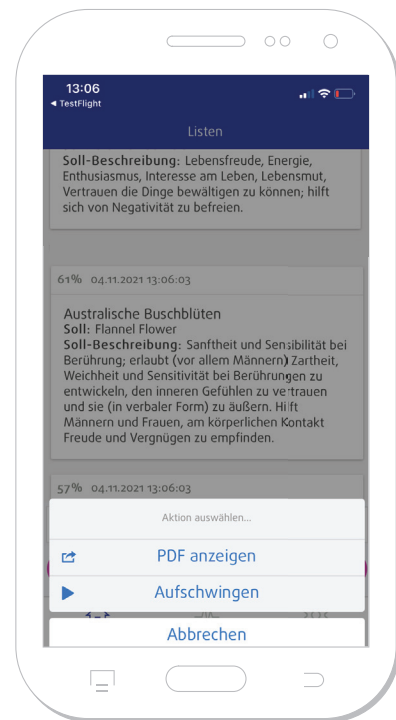 13:06
◀ TestFlight
Listen
Soll-Beschreibung: Lebensfreude, Energie,
Enthusiasmus, Interesse am Leben, Lebensmut,
Vertrauen die Dinge bewältigen zu können; hilft
sich von Negativität zu befreien.
61% 04.11.2021 13:06:03
Australische Buschblüten
Soll: Flannel Flower
Soll-Beschreibung: Sanftheit und Sensibilität bei
Berührung; erlaubt (vor allem Männern) Zartheit,
Weichheit und Sensitivität bei Berührungen zu
entwickeln, den inneren Gefühlen zu vertrauen
und sie (in verbaler Form) zu äußern. Hilft
Männern und Frauen, am körperlichen Kontakt
Freude und Vergnügen zu empfinden.
57% 04.11.2021 13:06:03
Aktion auswählen...
PDF anzeigen
Aufschwingen
Abbrechen